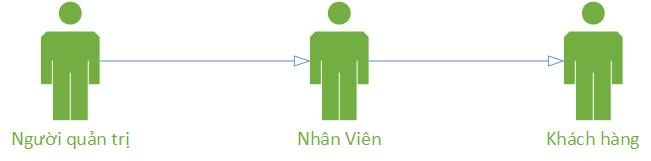 Người quản trị
Nhân Viên
Khách hàng